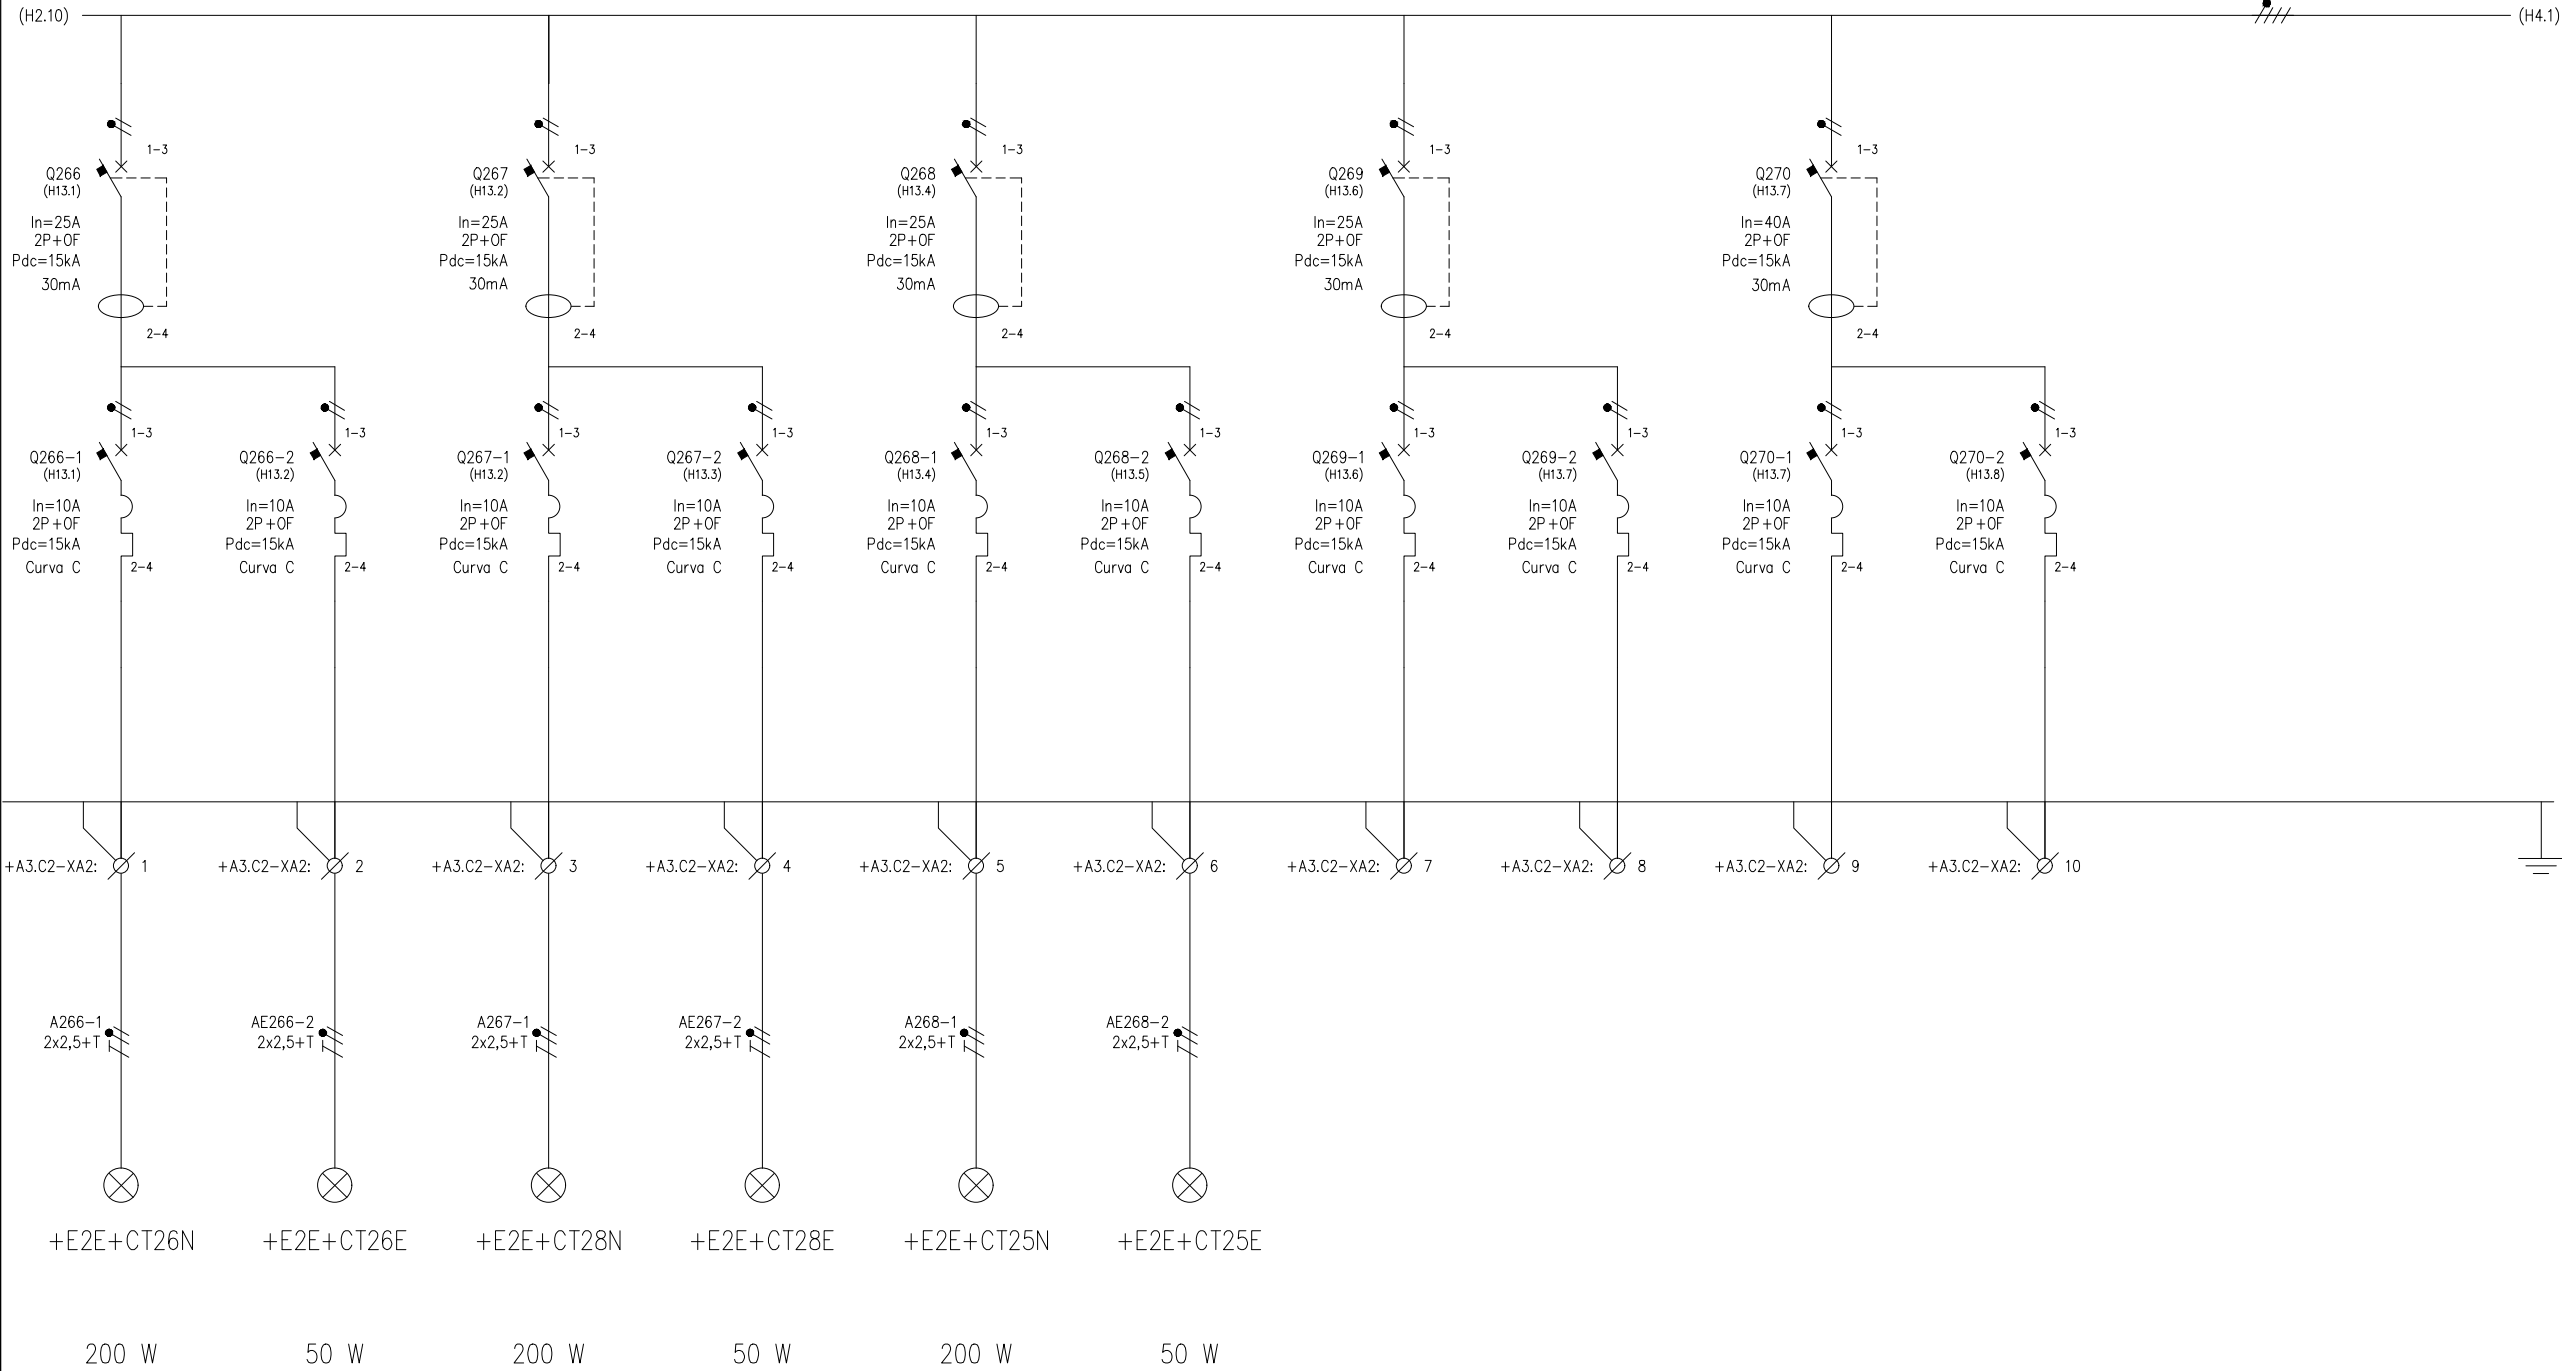 (H2.10) (H4.1)
1-3 1-3 1-3 1-3 1-3
Q266 Q267 Q268 Q269 Q270
(H13.1) (H13.2) (H13.4) (H13.6) (H13.7)
In=25A In=25A In=25A In=25A In=40A
2P+OF 2P+OF 2P+OF 2P+OF 2P+OF
Pdc=15kA Pdc=15kA Pdc=15kA Pdc=15kA Pdc=15kA
30mA 30mA 30mA 30mA 30mA
2-4 2-4 2-4 2-4 2-4
1-3 1-3 1-3 1-3 1-3 1-3 1-3 1-3 1-3 1-3
Q266-1 Q266-2 Q267-1 Q267-2 Q268-1 Q268-2 Q269-1 Q269-2 Q270-1 Q270-2
(H13.1) (H13.2) (H13.2) (H13.3) (H13.4) (H13.5) (H13.6) (H13.7) (H13.7) (H13.8)
In=10A In=10A In=10A In=10A In=10A In=10A In=10A In=10A In=10A In=10A
2P+OF 2P+OF 2P+OF 2P+OF 2P+OF 2P+OF 2P+OF 2P+OF 2P+OF 2P+OF
Pdc=15kA Pdc=15kA Pdc=15kA Pdc=15kA Pdc=15kA Pdc=15kA Pdc=15kA Pdc=15kA Pdc=15kA Pdc=15kA
Curva C 2-4 Curva C 2-4 Curva C 2-4 Curva C 2-4 Curva C 2-4 Curva C 2-4 Curva C 2-4 Curva C 2-4 Curva C 2-4 Curva C 2-4
+A3.C2-XA2: 1 +A3.C2-XA2: 2 +A3.C2-XA2: 3 +A3.C2-XA2: 4 +A3.C2-XA2: 5 +A3.C2-XA2: 6 +A3.C2-XA2: 7 +A3.C2-XA2: 8 +A3.C2-XA2: 9 +A3.C2-XA2: 10
A266-1 AE266-2 A267-1 AE267-2 A268-1 AE268-2
2x2,5+T 2x2,5+T 2x2,5+T 2x2,5+T 2x2,5+T 2x2,5+T
+E2E+CT26N +E2E+CT26E +E2E+CT28N +E2E+CT28E +E2E+CT25N +E2E+CT25E
200 W 50 W 200 W 50 W 200 W 50 W